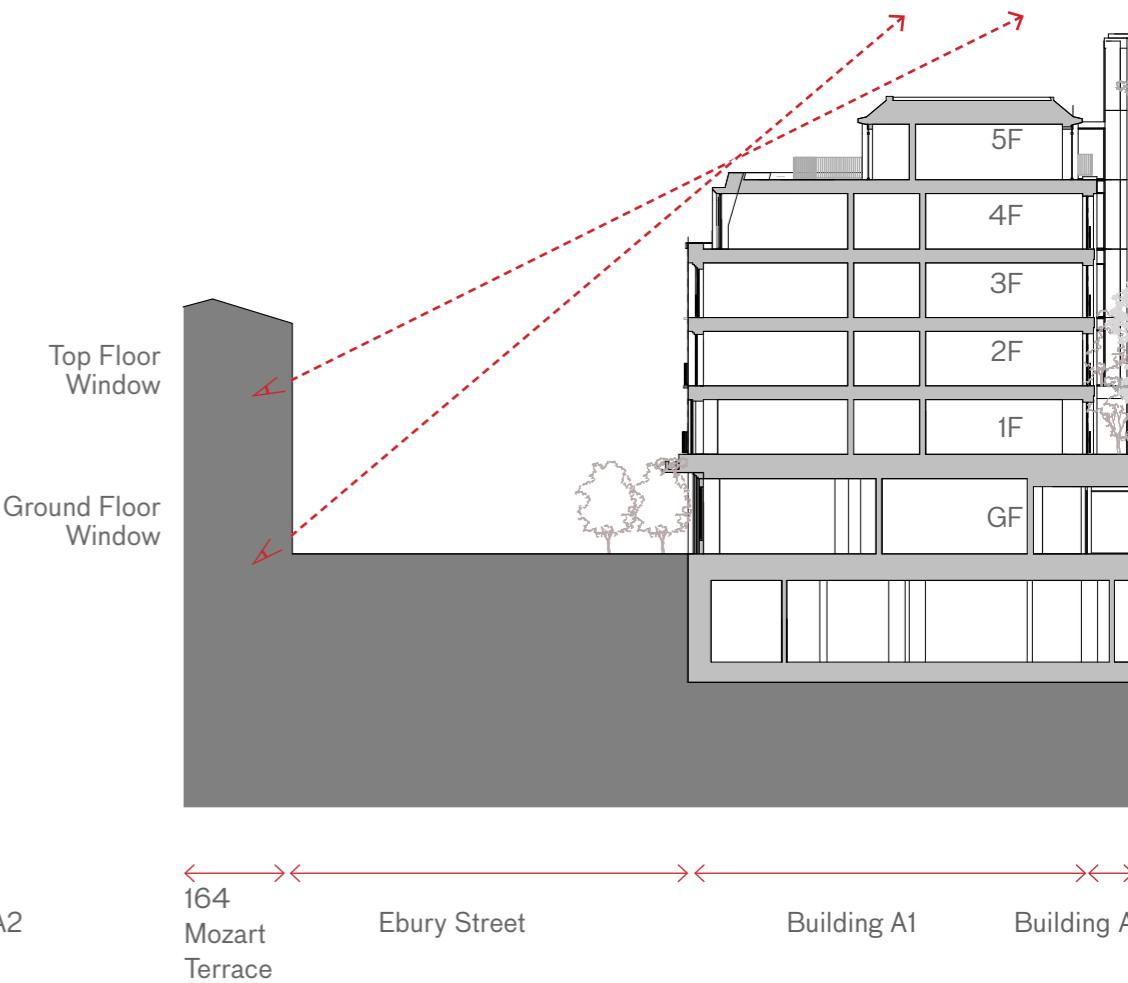 5F
4F
3F
2F
1F
GF
Top Floor
Window
Ground Floor
Window
A2
164
Mozart
Terrace
Ebury Street
Building A1
Building A